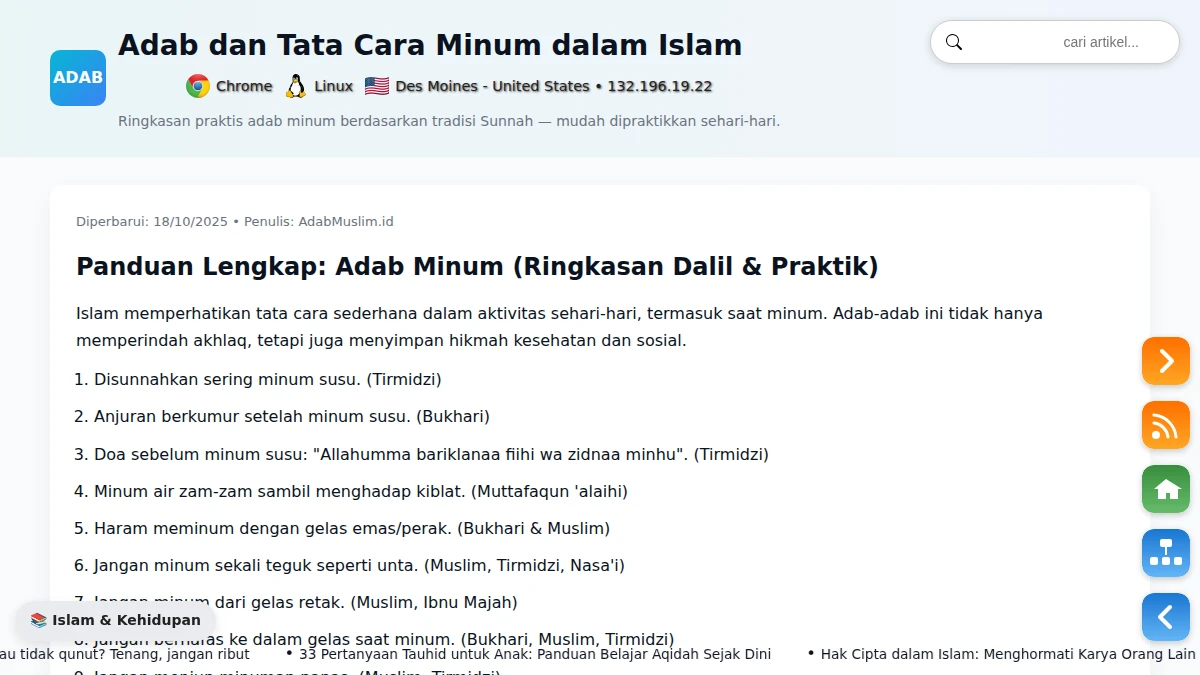 ADAB
Adab dan Tata Cara Minum dalam Islam
Chrome Linux Des Moines - United States • 132.196.19.22
Ringkasan praktis adab minum berdasarkan tradisi Sunnah — mudah dipraktikkan sehari-hari.
cari artikel...
Diperbarui: 18/10/2025 • Penulis: AdabMuslim.id
Panduan Lengkap: Adab Minum (Ringkasan Dalil & Praktik)
Islam memperhatikan tata cara sederhana dalam aktivitas sehari-hari, termasuk saat minum. Adab-adab ini tidak hanya
memperindah akhlaq, tetapi juga menyimpan hikmah kesehatan dan sosial.
1. Disunnahkan sering minum susu. (Tirmidzi)
2. Anjuran berkumur setelah minum susu. (Bukhari)
3. Doa sebelum minum susu: "Allahumma bariklanaa fiihi wa zidnaa minhu". (Tirmidzi)
4. Minum air zam-zam sambil menghadap kiblat. (Muttafaqun 'alaihi)
5. Haram meminum dengan gelas emas/perak. (Bukhari & Muslim)
6. Jangan minum sekali teguk seperti unta. (Muslim, Tirmidzi, Nasa'i)
7. Jangan minum dari gelas retak. (Muslim, Ibnu Majah)
📚 Islam & Kehidupan
8. Jangan bernafas ke dalam gelas saat minum. (Bukhari, Muslim, Tirmidzi)
au tidak qunut? Tenang, jangan ribut • 33 Pertanyaan Tauhid untuk Anak: Panduan Belajar Aqidah Sejak Dini • Hak Cipta dalam Islam: Menghormati Karya Orang Lain
9. Jangan meniup minuman panas. (Muslim, Tirmidzi)